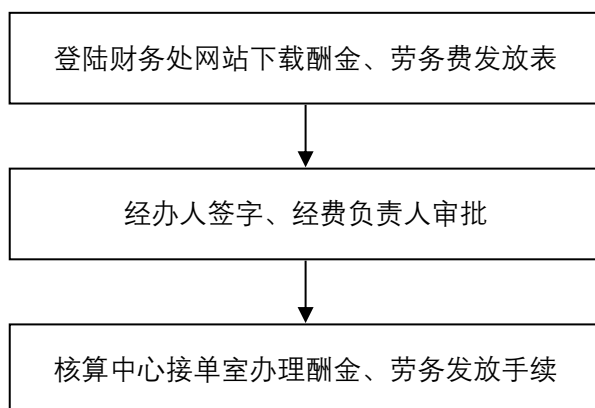 登陆财务处网站下载酬金、劳务费发放表
经办人签字、经费负责人审批
核算中心接单室办理酬金、劳务发放手续